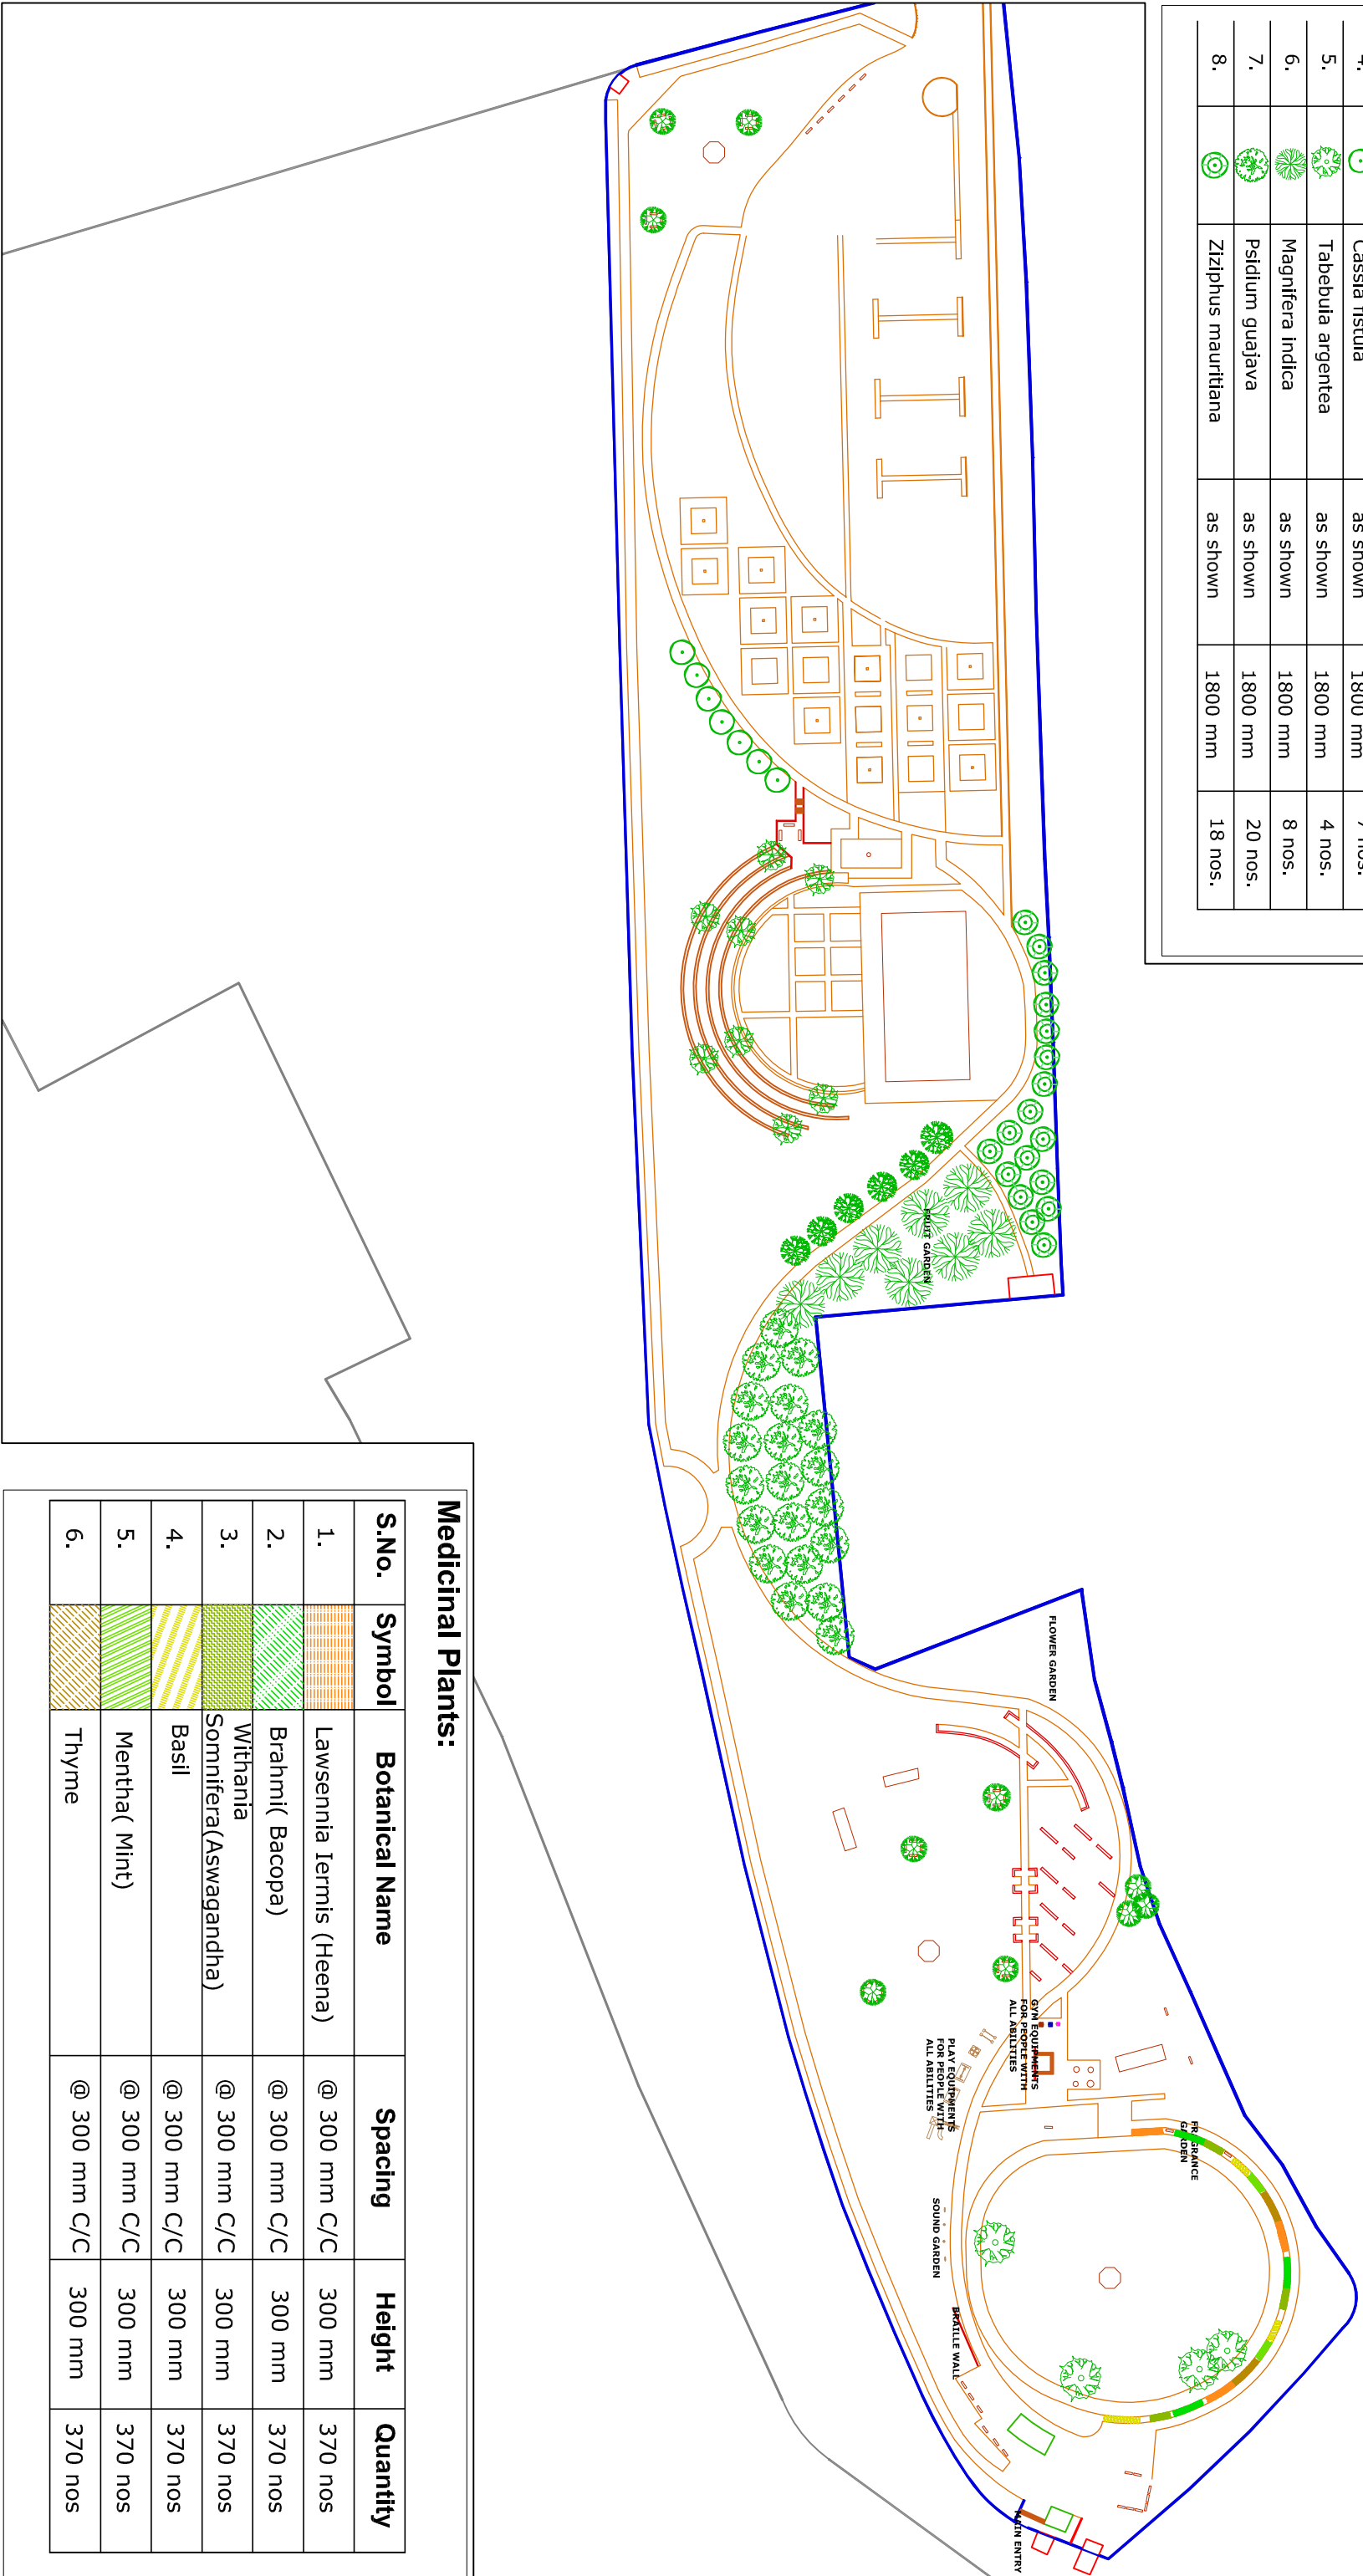 as shown
1800 mm
5. Tabebuia argentea as shown 1800 mm 4 nos.
6. Magnifera indica as shown 1800 mm 8 nos.
7. Psidium guajava as shown 1800 mm 20 nos.
8. Ziziphus mauritiana as shown 1800 mm 18 nos.
FRUIT GARDEN
FLOWER GARDEN
GYM EQUIPMENTS
FOR PEOPLE WITH
ALL ABILITIES
PLAY EQUIPMENTS
FOR PEOPLE WITH
ALL ABILITIES
FRAGRANCE
GARDEN
SOUND GARDEN
BRAILLE WALL
MAIN ENTRY
Medicinal Plants:
S.No. Symbol Botanical Name Spacing Height Quantity
1. Lawsennia Iermis (Heena) @ 300 mm C/C 300 mm 370 nos
2. Brahmi( Bacopa) @ 300 mm C/C 300 mm 370 nos
3. Withania
Somnifera(Aswagandha) @ 300 mm C/C 300 mm 370 nos
4. Basil @ 300 mm C/C 300 mm 370 nos
5. Mentha( Mint) @ 300 mm C/C 300 mm 370 nos
6. Thyme @ 300 mm C/C 300 mm 370 nos